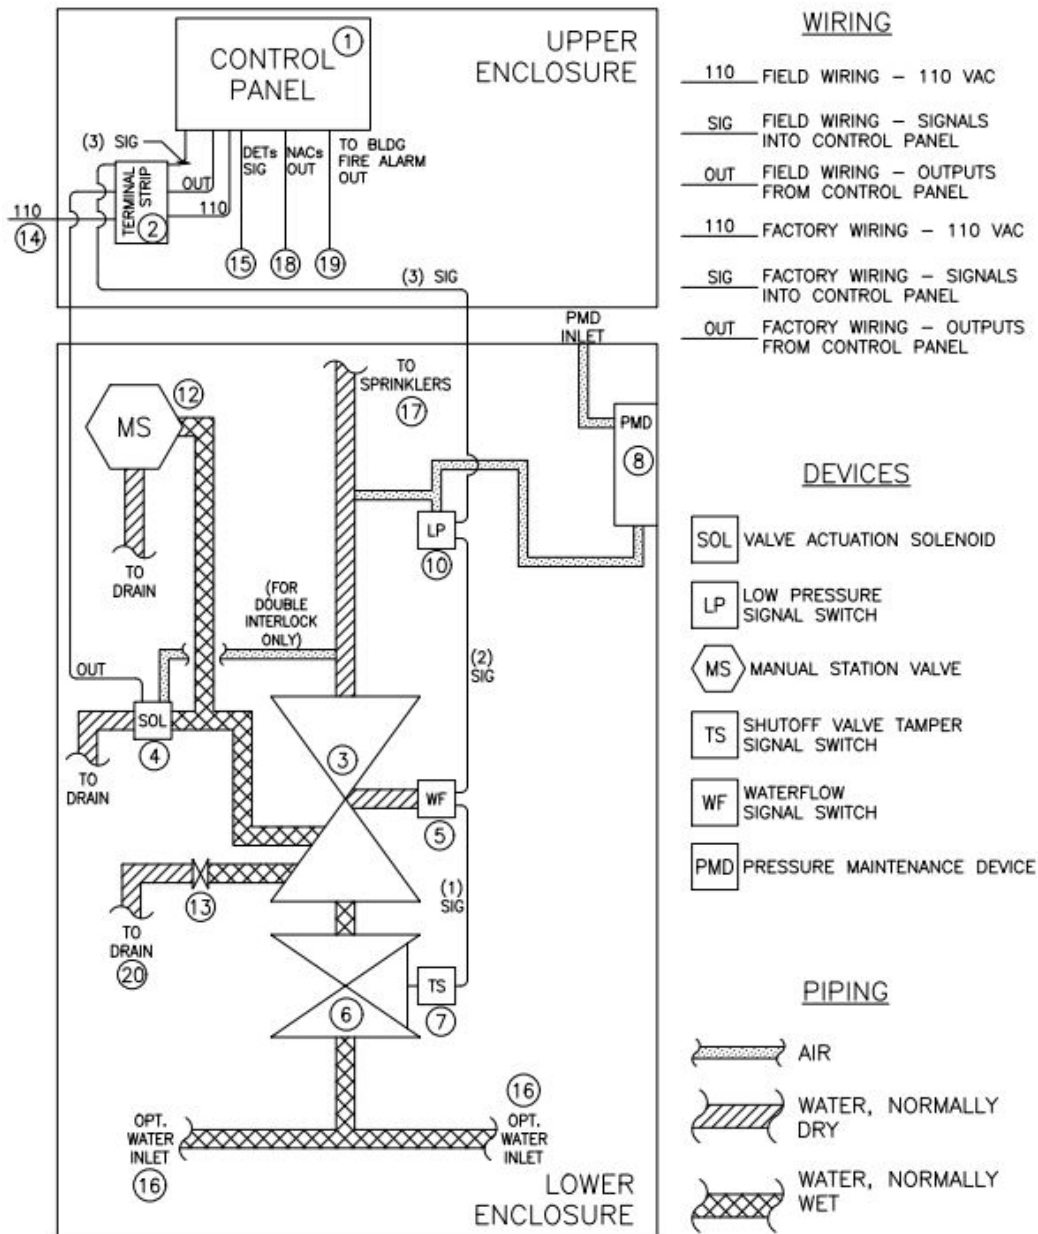 UPPER
ENCLOSURE
CONTROL
PANEL
1
(3) SIG
TERMINAL
STRIP
2
OUT
110
110
14
DETs
SIG
NACs
OUT
TO BLDG
FIRE ALARM
OUT
15
18
19
(3) SIG
PMD
INLET
TO
SPRINKLERS
17
12
MS
TO
DRAIN
PMD
8
LP
10
(FOR
DOUBLE
INTERLOCK
ONLY)
OUT
(2)
SIG
SOL
4
TO
DRAIN
3
WF
5
13
TO
DRAIN
20
(1)
SIG
TS
7
6
16
OPT.
WATER
INLET
16
OPT.
WATER
INLET
LOWER
ENCLOSURE
WIRING
110 FIELD WIRING – 110 VAC
SIG FIELD WIRING – SIGNALS
INTO CONTROL PANEL
OUT FIELD WIRING – OUTPUTS
FROM CONTROL PANEL
110 FACTORY WIRING – 110 VAC
SIG FACTORY WIRING – SIGNALS
INTO CONTROL PANEL
OUT FACTORY WIRING – OUTPUTS
FROM CONTROL PANEL
DEVICES
SOL VALVE ACTUATION SOLENOID
LP LOW PRESSURE
SIGNAL SWITCH
MS MANUAL STATION VALVE
TS SHUTOFF VALVE TAMPER
SIGNAL SWITCH
WF WATERFLOW
SIGNAL SWITCH
PMD PRESSURE MAINTENANCE DEVICE
PIPING
AIR
WATER, NORMALLY
DRY
WATER, NORMALLY
WET